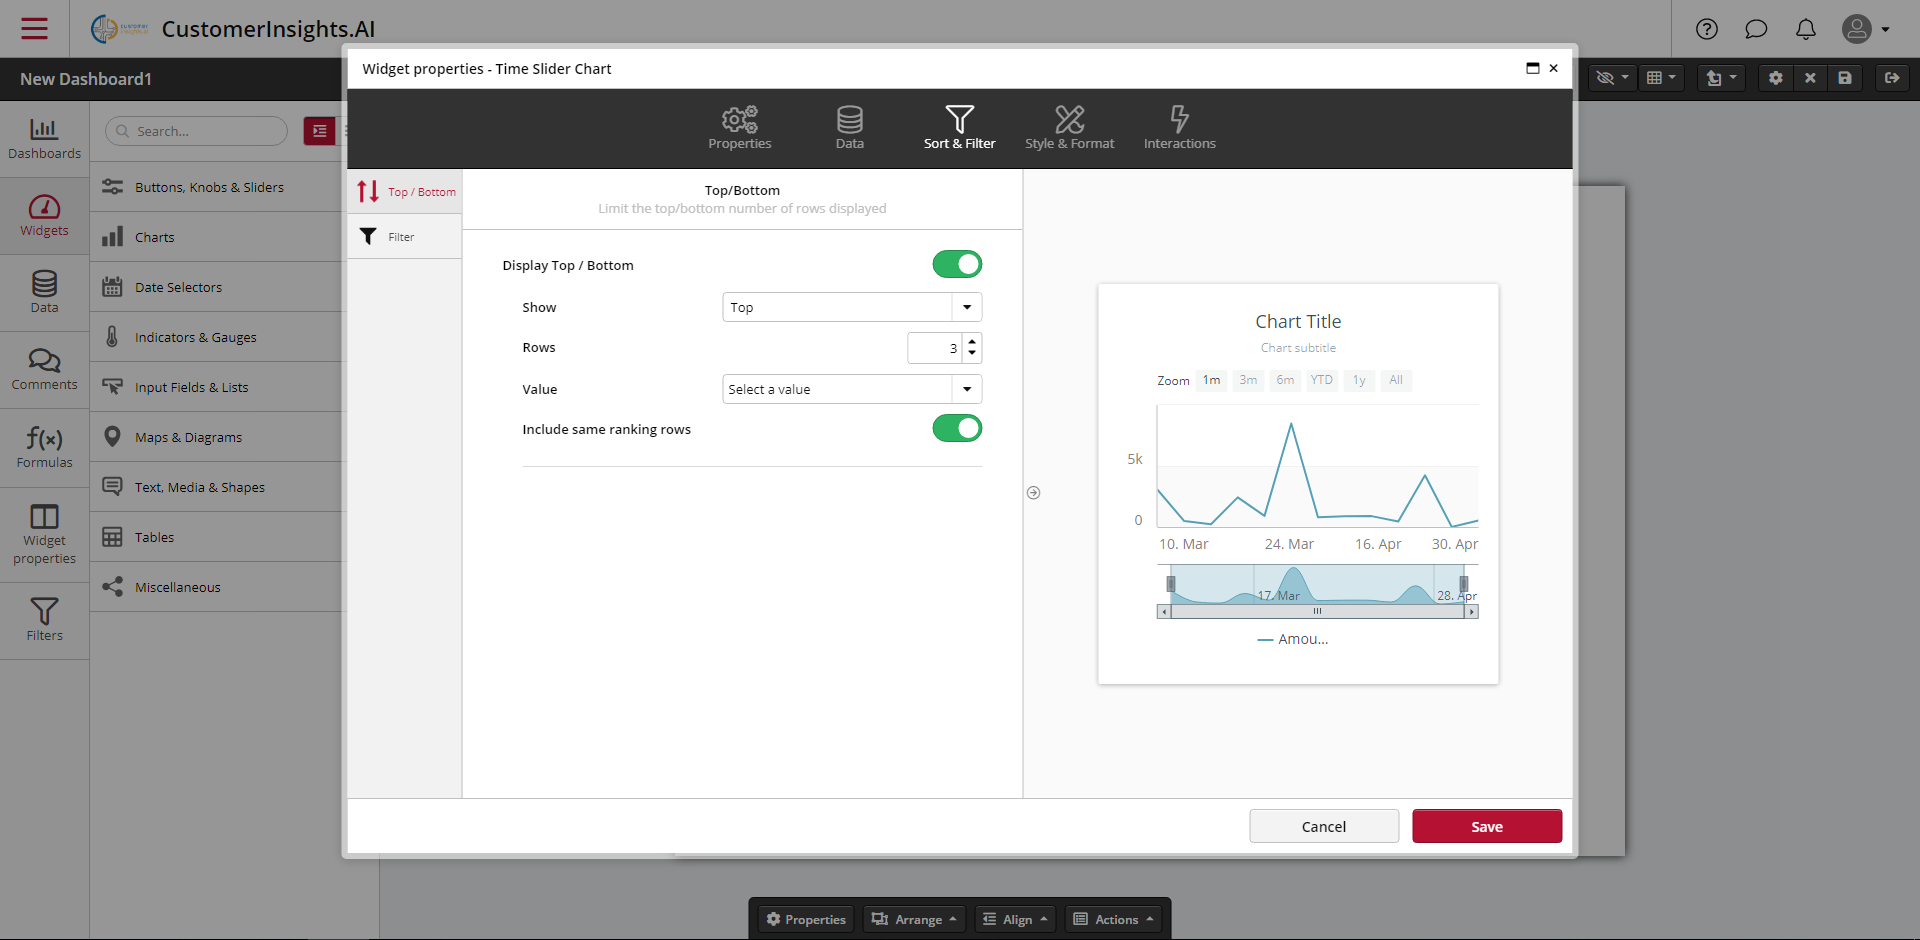 CustomerInsights.AI
New Dashboard1
Widget properties - Time Slider Chart
Properties
Data
Sort & Filter
Style & Format
Interactions
Dashboards
Widgets
Data
Comments
Formulas
Widget
properties
Filters
f(x)
Search...
Buttons, Knobs & Sliders
Charts
Date Selectors
Indicators & Gauges
Input Fields & Lists
Maps & Diagrams
Text, Media & Shapes
Tables
Miscellaneous
Top / Bottom
Filter
Top/Bottom
Limit the top/bottom number of rows displayed
Display Top / Bottom
Show
Top
Rows
3
Value
Select a value
Include same ranking rows
Chart Title
Chart subtitle
Zoom 1m 3m 6m YTD 1y All
5k
0
10. Mar 24. Mar 16. Apr 30. Apr
17. Mar 28. Apr
Amou...
Cancel
Save
Properties
Arrange
Align
Actions